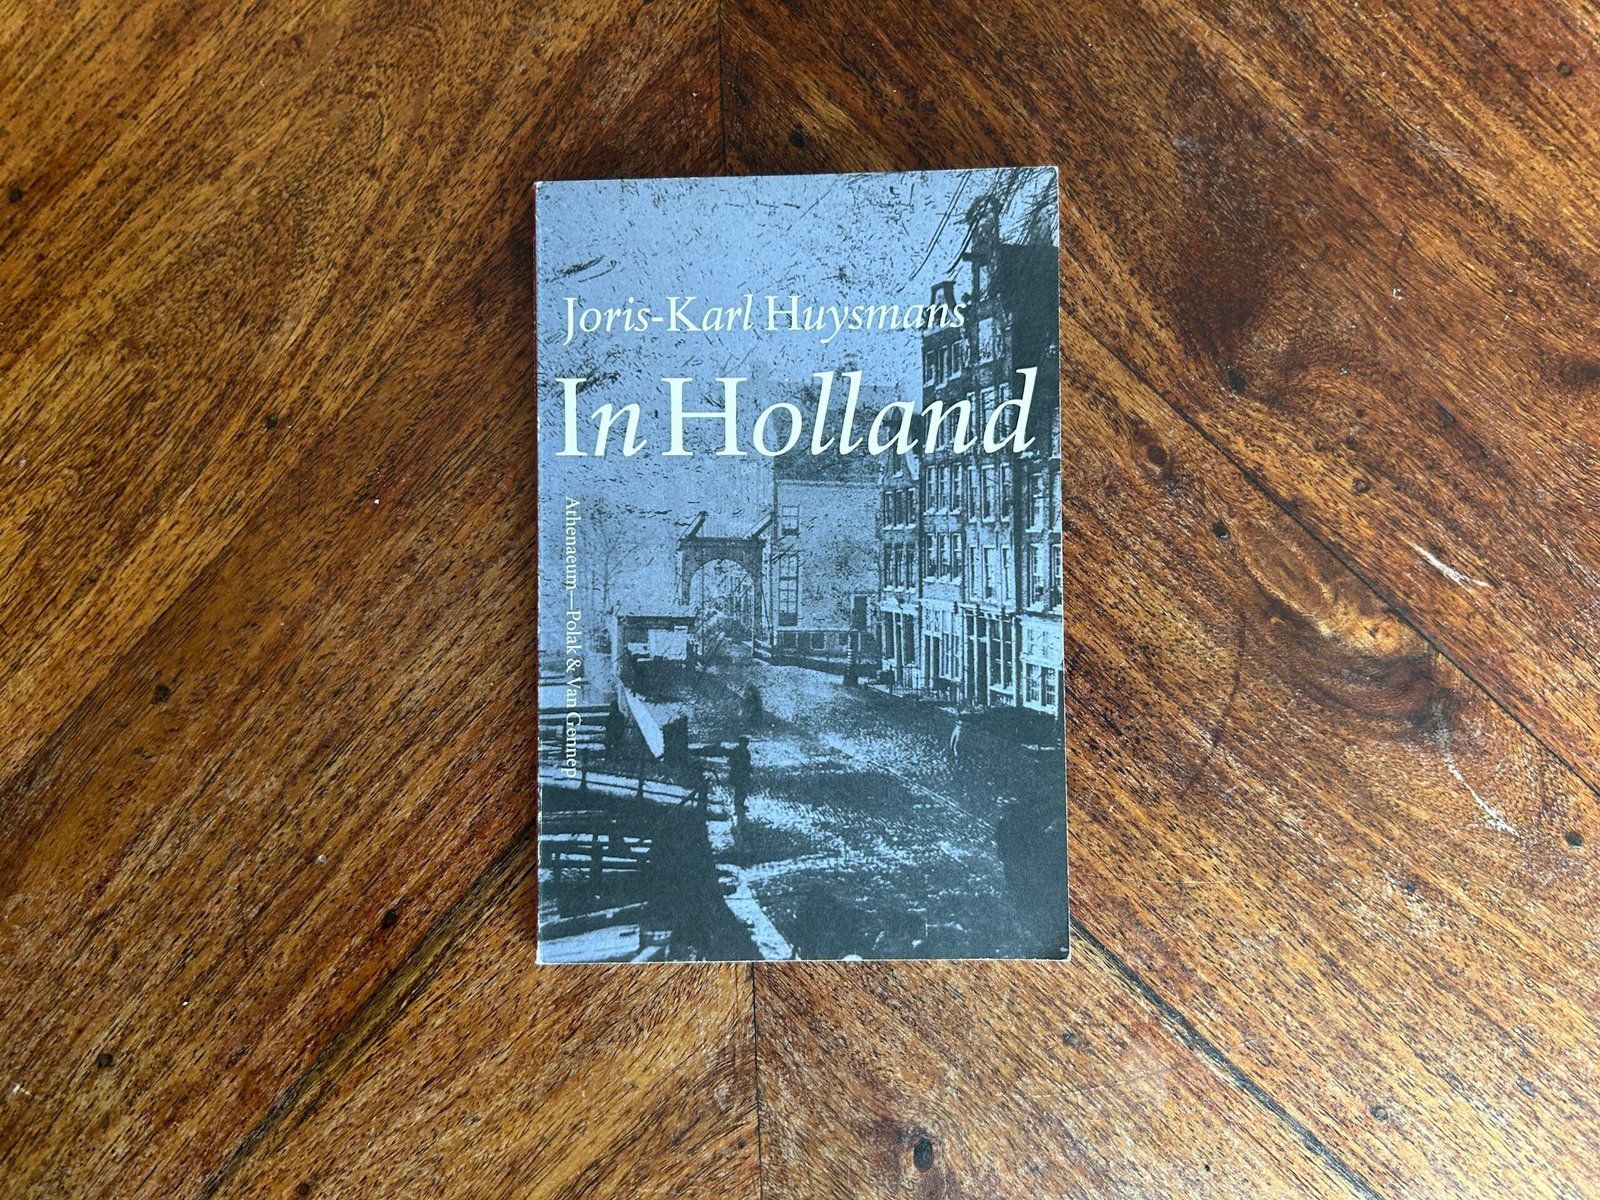 Joris-Karl Huysmans
In Holland
Athenaeum—Polak & Van Gennep